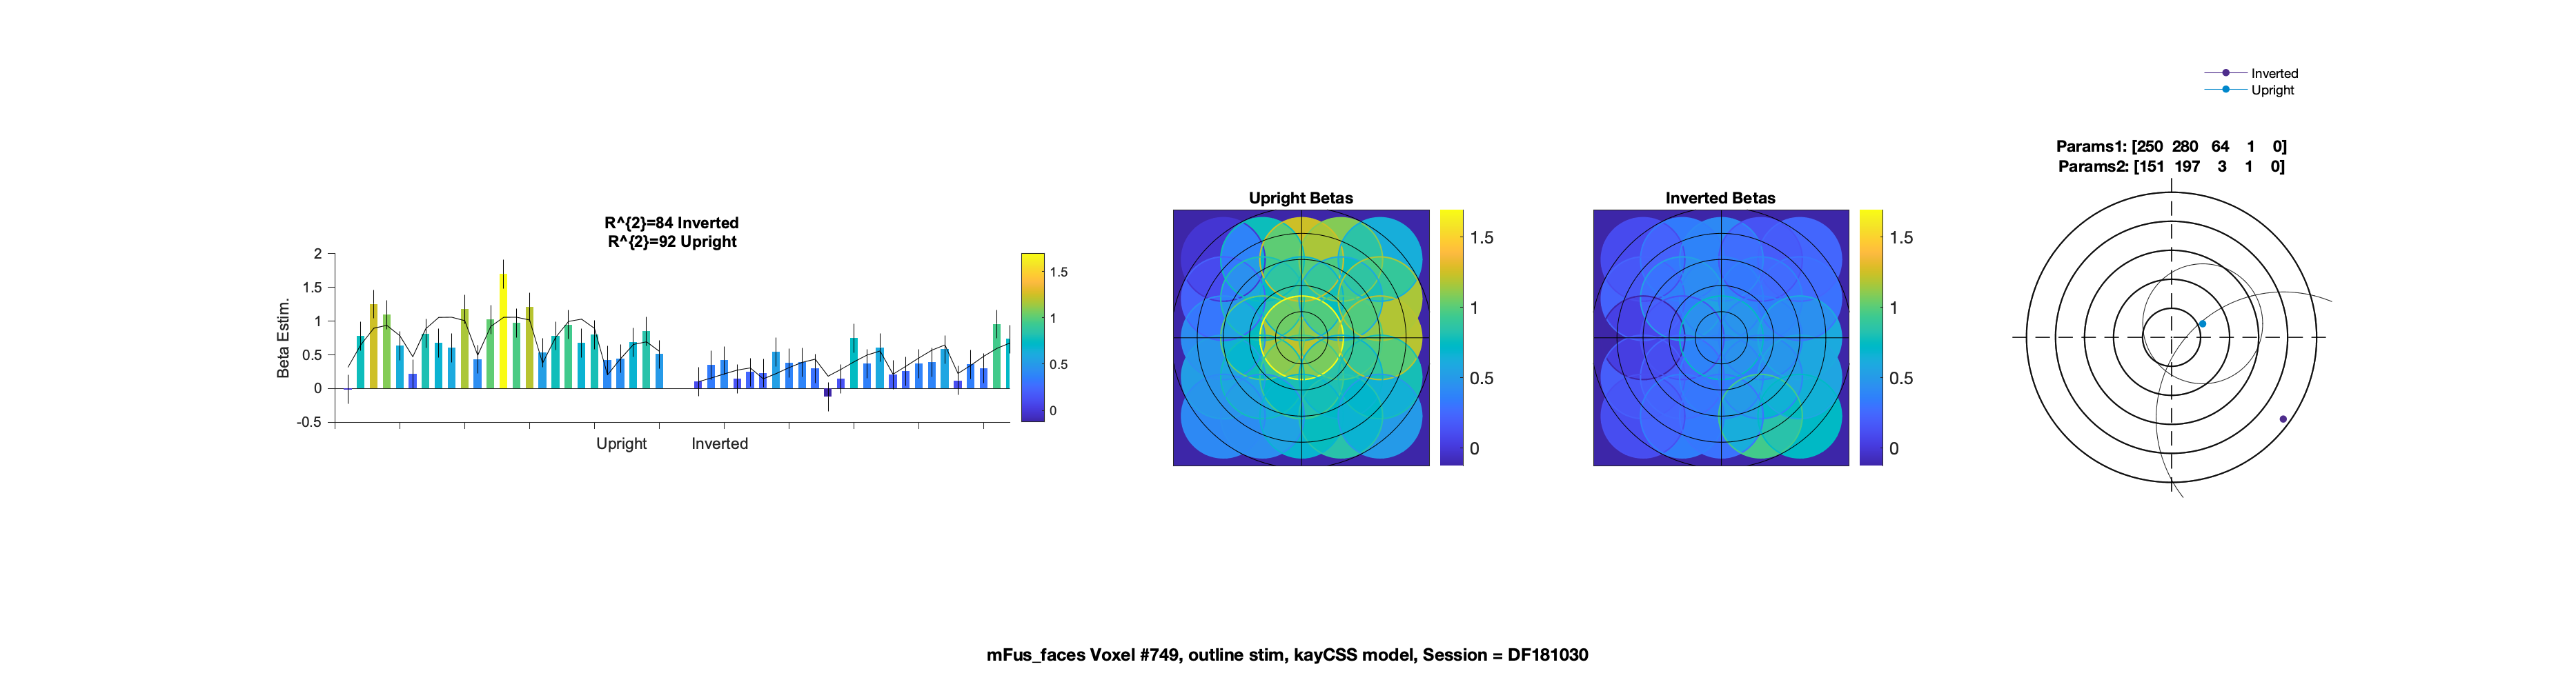 Inverted
Upright
Params1: [250 280 64 1 0]
Params2: [151 197 3 1 0]
R^{2}=84 Inverted
R^{2}=92 Upright
Upright Betas
Inverted Betas
Beta Estim.
2
1.5
1
0.5
0
-0.5
Upright
Inverted
1.5
1
0.5
0
1.5
1
0.5
0
1.5
1
0.5
0
mFus_faces Voxel #749, outline stim, kayCSS model, Session = DF181030